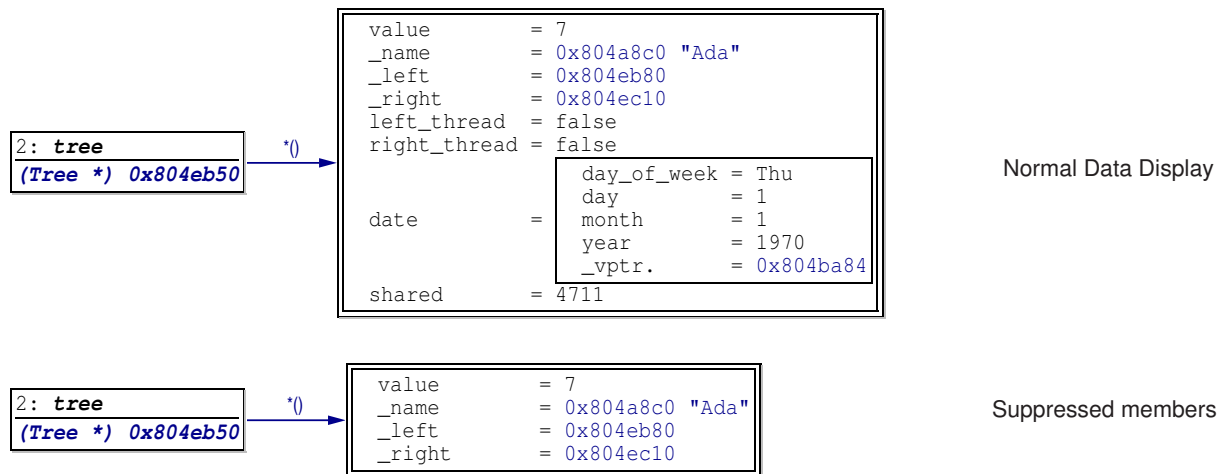 value = 7
_name = 0x804a8c0 "Ada"
_left = 0x804eb80
_right = 0x804ec10
left_thread = false
right_thread = false
2: tree
(Tree *) 0x804eb50
*()
day_of_week = Thu
day = 1
date = month = 1
year = 1970
_vptr. = 0x804ba84
shared = 4711
Normal Data Display
2: tree
(Tree *) 0x804eb50
*()
value = 7
_name = 0x804a8c0 "Ada"
_left = 0x804eb80
_right = 0x804ec10
Suppressed members